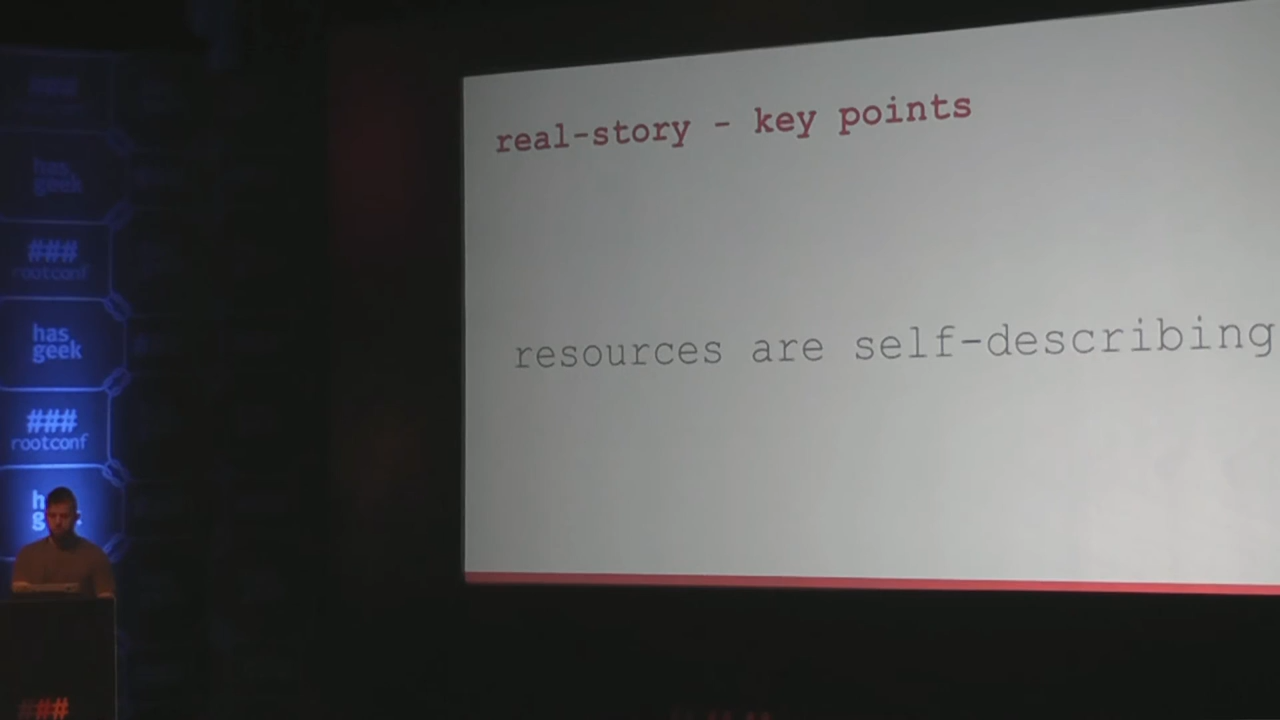 real-story - key points
resources are self-describing
has
geek
###
rootconf
has
geek
###
rootconf
h
g
###